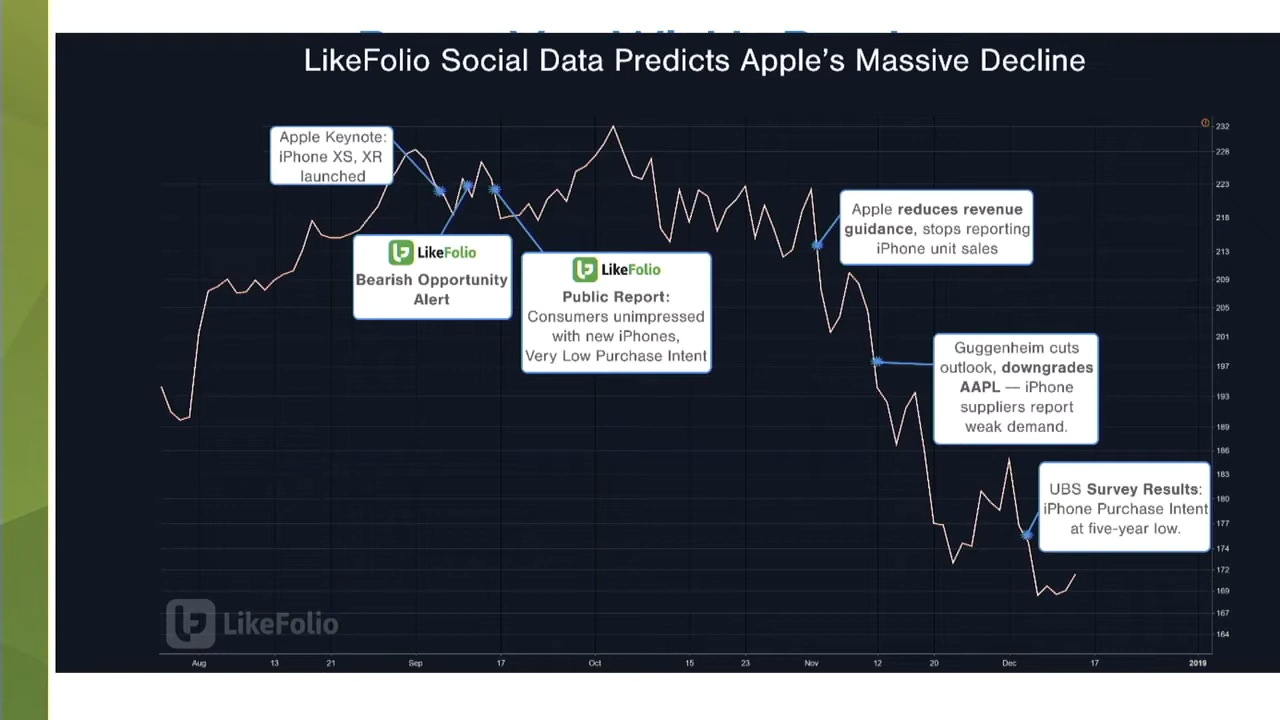 LikeFolio Social Data Predicts Apple's Massive Decline
Apple Keynote:
iPhone XS, XR
launched
LikeFolio
Bearish Opportunity
Alert
LikeFolio
Public Report:
Consumers unimpressed
with new iPhones,
Very Low Purchase Intent
Apple reduces revenue
guidance, stops reporting
iPhone unit sales
Guggenheim cuts
outlook, downgrades
AAPL — iPhone
suppliers report
weak demand.
UBS Survey Results:
iPhone Purchase Intent
at five-year low.
232
228
223
218
213
209
205
201
197
193
189
186
183
180
177
174
172
169
167
164
LikeFolio
Aug 13 21 Sep 17 Oct 15 23 Nov 12 20 Dec 17 2019